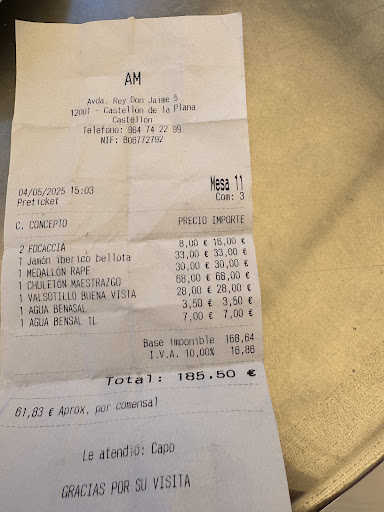 AM
Avda. Rey Don Jaime 5
12001 - Castellón de la Plana
Castellón
Teléfono: 964 74 22 99
NIF: B06772792
Mesa 11
04/05/2025 15:03 Com: 3
Preticket
C. CONCEPTO PRECIO IMPORTE
2 FOCACCIA 8,00 € 16,00 €
1 Jamón iberico bellota 33,00 € 33,00 €
1 MEDALLON RAPE 30,00 € 30,00 €
1 CHULETÓN MAESTRAZGO 68,00 € 68,00 €
1 VALSOTILLO BUENA VISTA 28,00 € 28,00 €
1 AGUA BENASAL 3,50 € 3,50 €
1 AGUA BENSAL 1L 7,00 € 7,00 €
Base imponible 168,64
I.V.A. 10,00% 16,86
Total: 185.50 €
61,83 € Aprox. por comensal
Le atendió: Capo
GRACIAS POR SU VISITA